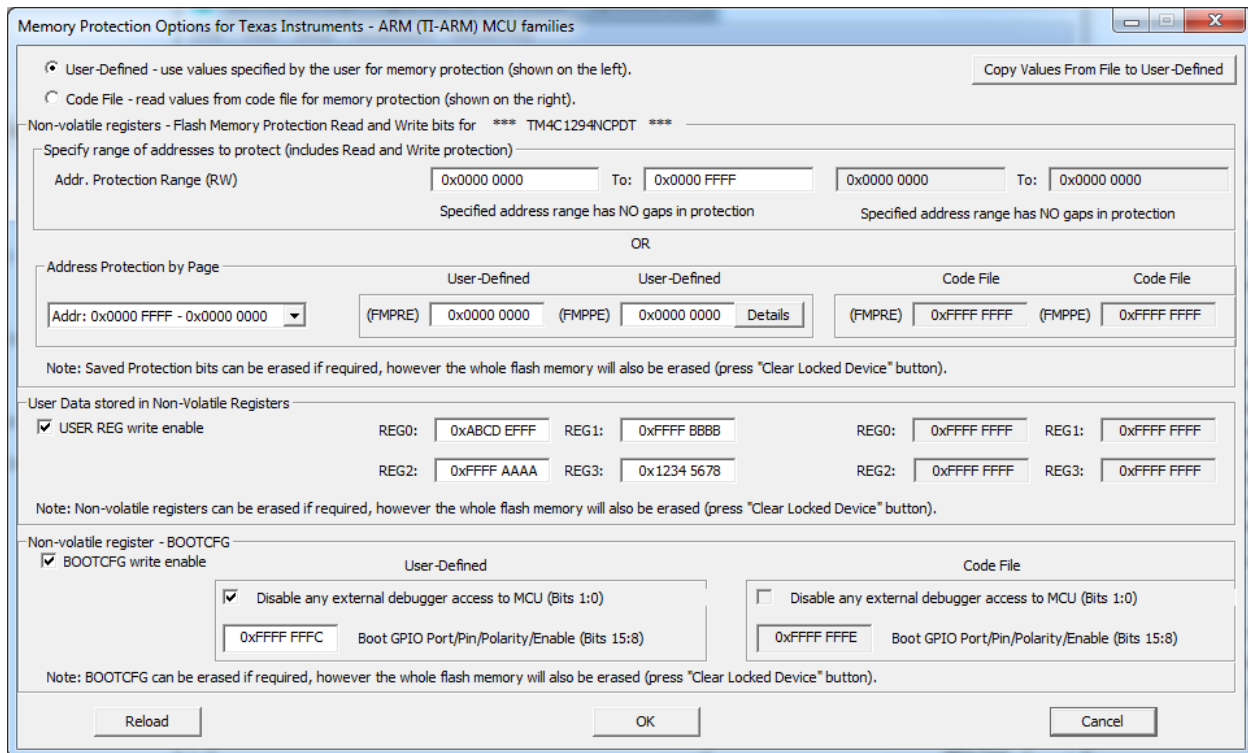 Memory Protection Options for Texas Instruments - ARM (TI-ARM) MCU families
User-Defined - use values specified by the user for memory protection (shown on the left).
Copy Values From File to User-Defined
Code File - read values from code file for memory protection (shown on the right).
Non-volatile registers - Flash Memory Protection Read and Write bits for *** TM4C1294NCPDT ***
Specify range of addresses to protect (includes Read and Write protection)
Addr. Protection Range (RW) 0x0000 0000 To: 0x0000 FFFF 0x0000 0000 To: 0x0000 0000
Specified address range has NO gaps in protection Specified address range has NO gaps in protection
OR
Address Protection by Page
User-Defined User-Defined Code File Code File
Addr: 0x0000 FFFF - 0x0000 0000 (FMPRE) 0x0000 0000 (FMPPE) 0x0000 0000 Details (FMPRE) 0xFFFF FFFF (FMPPE) 0xFFFF FFFF
Note: Saved Protection bits can be erased if required, however the whole flash memory will also be erased (press "Clear Locked Device" button).
User Data stored in Non-Volatile Registers
USER REG write enable REG0: 0xABCD EFFF REG1: 0xFFFF BBBB REG0: 0xFFFF FFFF REG1: 0xFFFF FFFF
REG2: 0xFFFF AAAA REG3: 0x1234 5678 REG2: 0xFFFF FFFF REG3: 0xFFFF FFFF
Note: Non-volatile registers can be erased if required, however the whole flash memory will also be erased (press "Clear Locked Device" button).
Non-volatile register - BOOTCFG
BOOTCFG write enable User-Defined Code File
Disable any external debugger access to MCU (Bits 1:0) Disable any external debugger access to MCU (Bits 1:0)
0xFFFF FFFC Boot GPIO Port/Pin/Polarity/Enable (Bits 15:8) 0xFFFF FFFE Boot GPIO Port/Pin/Polarity/Enable (Bits 15:8)
Note: BOOTCFG can be erased if required, however the whole flash memory will also be erased (press "Clear Locked Device" button).
Reload OK Cancel